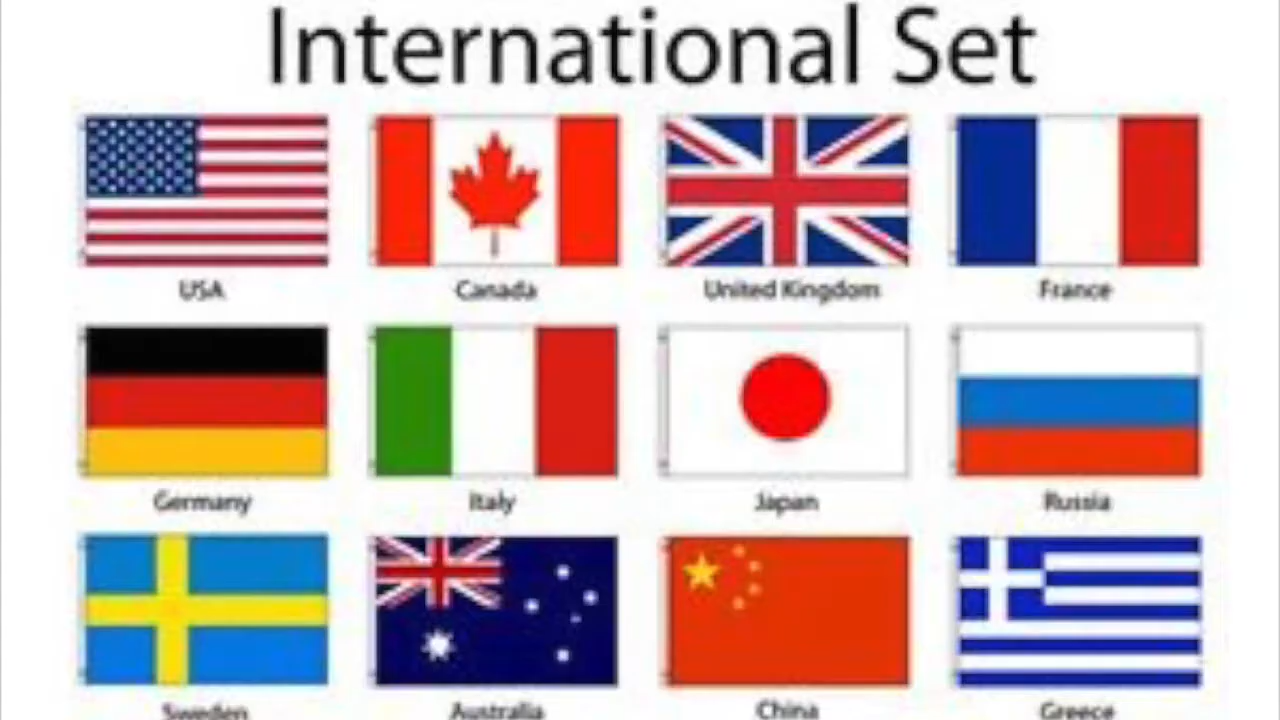 International Set
USA Canada United Kingdom France
Germany Italy Japan Russia
Sweden Australia China Greece